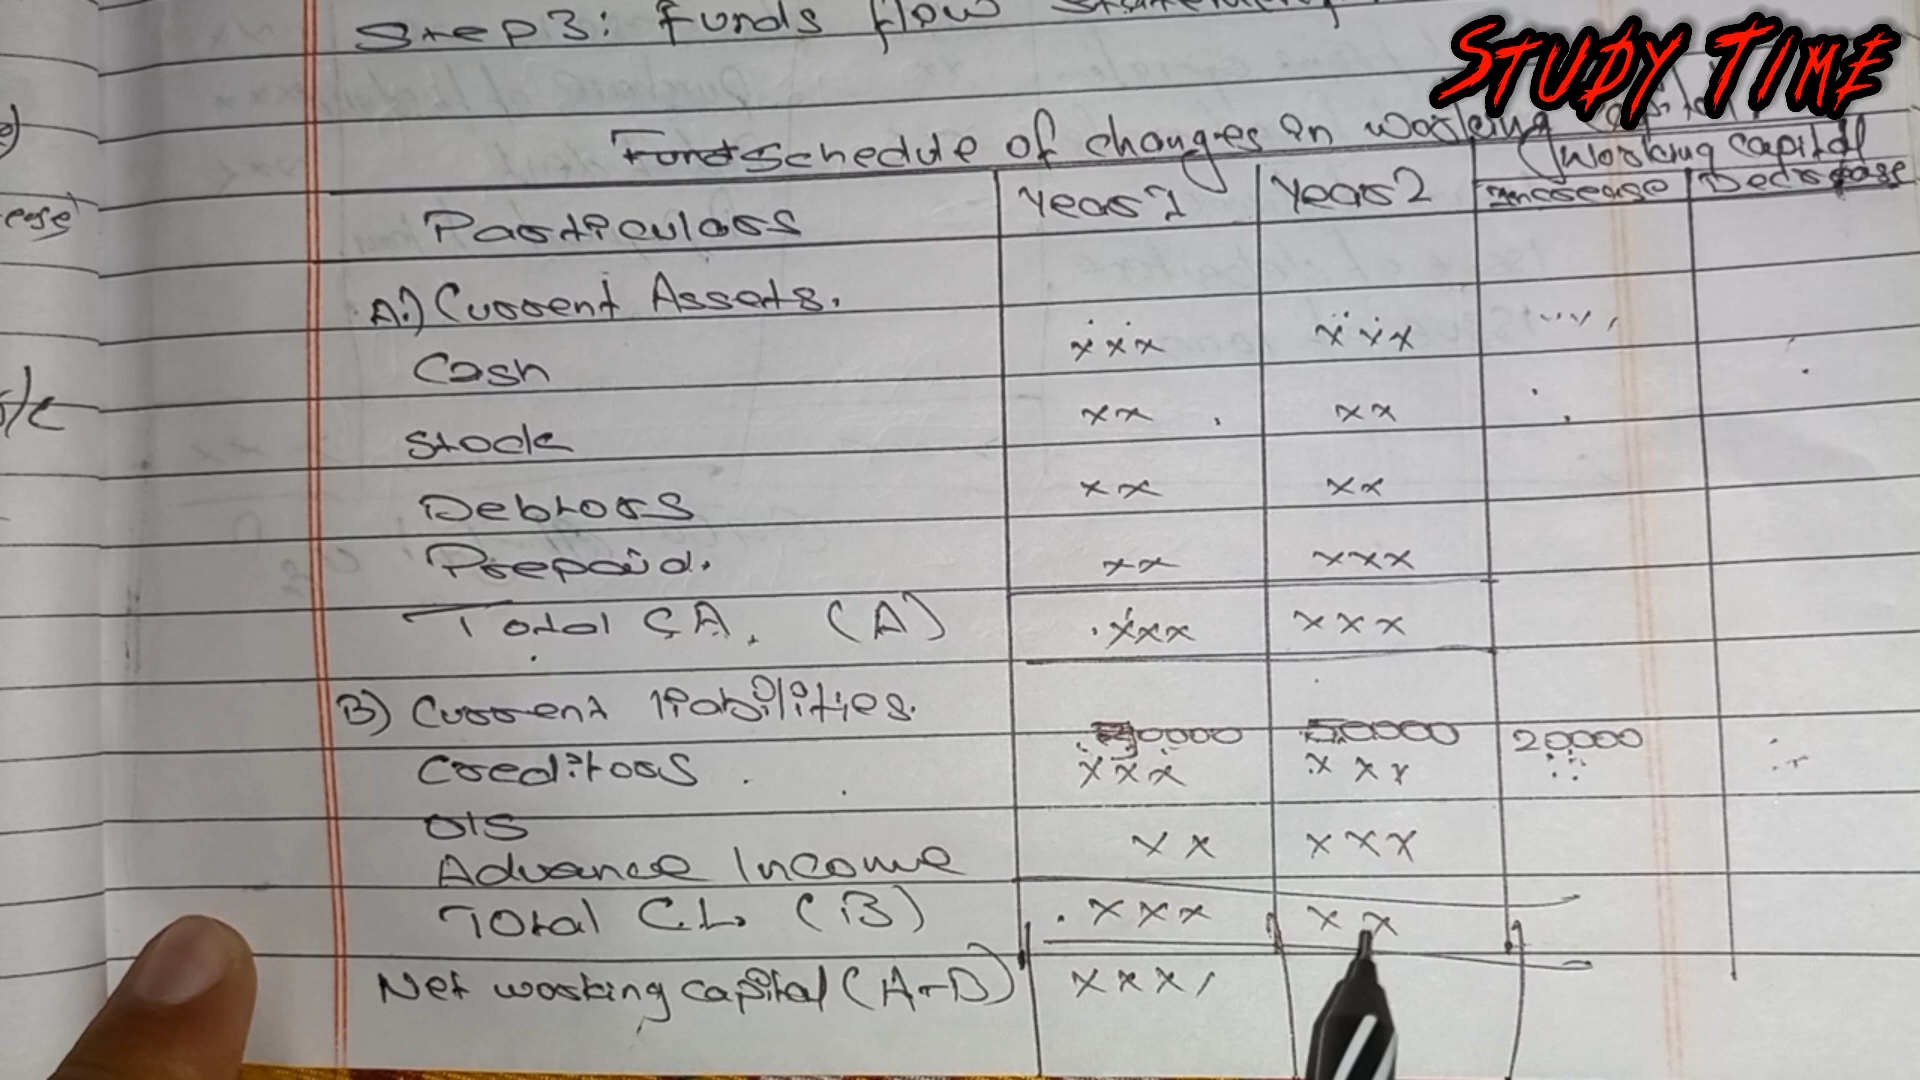 Step 3: Funds flow statement
STUDY TIME
Schedule of changes in working capital
Particulars Year 1 Year 2 Working capital
Increase Decrease
A.) Current Assets.
Cash xxx xxx
Stock xx xx
Debtors xx xx
Prepaid. xx xxx
Total CA. (A) xxx xxx
B) Current liabilities.
50000 20000
Creditors xxx xxx
O/S
Advance Income xx xxx
Total C.L. (B) xxx xx
Net working capital (A-B) xxx